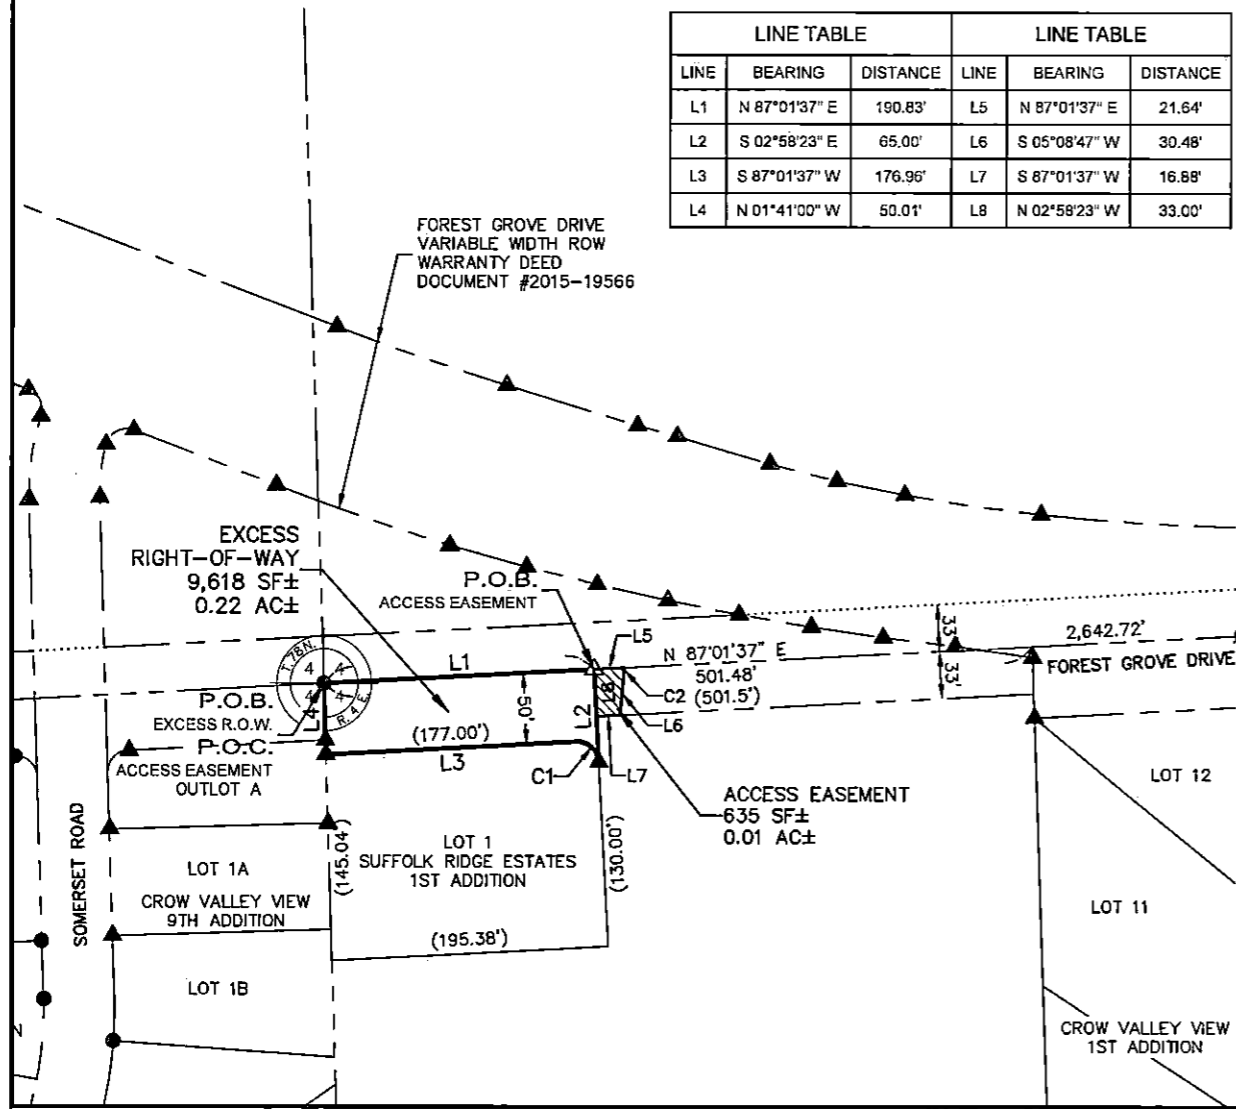 LINE TABLE LINE TABLE
LINE BEARING DISTANCE LINE BEARING DISTANCE
L1 N 87°01'37" E 190.83' L5 N 87°01'37" E 21.64'
L2 S 02°58'23" E 65.00' L6 S 05°08'47" W 30.48'
L3 S 87°01'37" W 176.96' L7 S 87°01'37" W 16.88'
L4 N 01°41'00" W 50.01' L8 N 02°58'23" W 33.00'
FOREST GROVE DRIVE
VARIABLE WIDTH ROW
WARRANTY DEED
DOCUMENT #2015-19566
EXCESS
RIGHT-OF-WAY
9,618 SF±
0.22 AC±
P.O.B.
ACCESS EASEMENT
L5
N 87°01'37" E
501.48'
(501.5')
C2
L6
33'
33'
2,642.72'
FOREST GROVE DRIVE
T.78N.
R. 4 E.
4
4
4
4
L1
L8
L2
50'
L4
P.O.B.
EXCESS R.O.W.
P.O.C.
ACCESS EASEMENT
OUTLOT A
(177.00')
L3
C1
L7
ACCESS EASEMENT
635 SF±
0.01 AC±
LOT 12
SOMERSET ROAD
LOT 1A
CROW VALLEY VIEW
9TH ADDITION
(145.04')
LOT 1
SUFFOLK RIDGE ESTATES
1ST ADDITION
(130.00')
(195.38')
LOT 11
LOT 1B
CROW VALLEY VIEW
1ST ADDITION